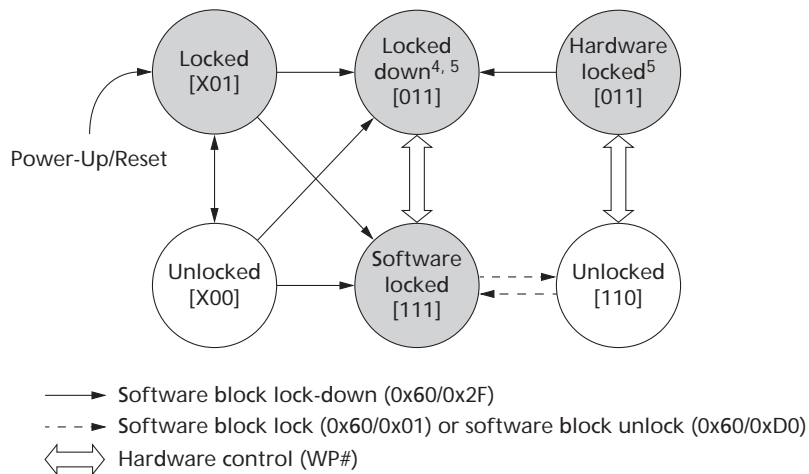 Locked
[X01]
Locked
down4, 5
[011]
Hardware
locked5
[011]
Power-Up/Reset
Unlocked
[X00]
Software
locked
[111]
Unlocked
[110]
Software block lock-down (0x60/0x2F)
Software block lock (0x60/0x01) or software block unlock (0x60/0xD0)
Hardware control (WP#)